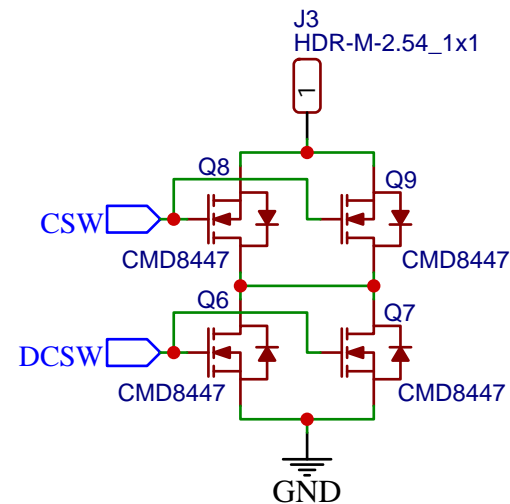 J3
HDR-M-2.54_1x1
1
Q8
Q9
CSW
CMD8447
CMD8447
Q6
Q7
DCSW
CMD8447
CMD8447
GND